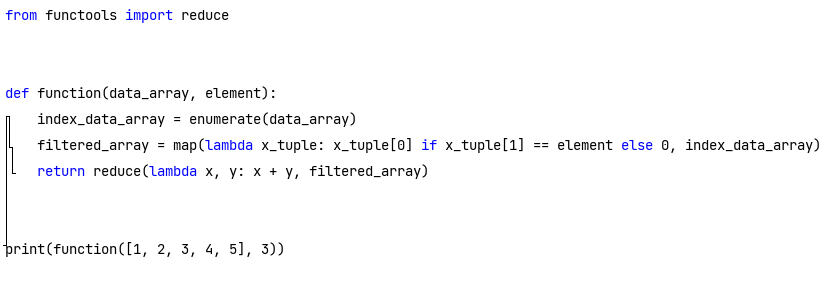 from functools import reduce
def function(data_array, element):
    index_data_array = enumerate(data_array)
    filtered_array = map(lambda x_tuple: x_tuple[0] if x_tuple[1] == element else 0, index_data_array)
    return reduce(lambda x, y: x + y, filtered_array)
print(function([1, 2, 3, 4, 5], 3))